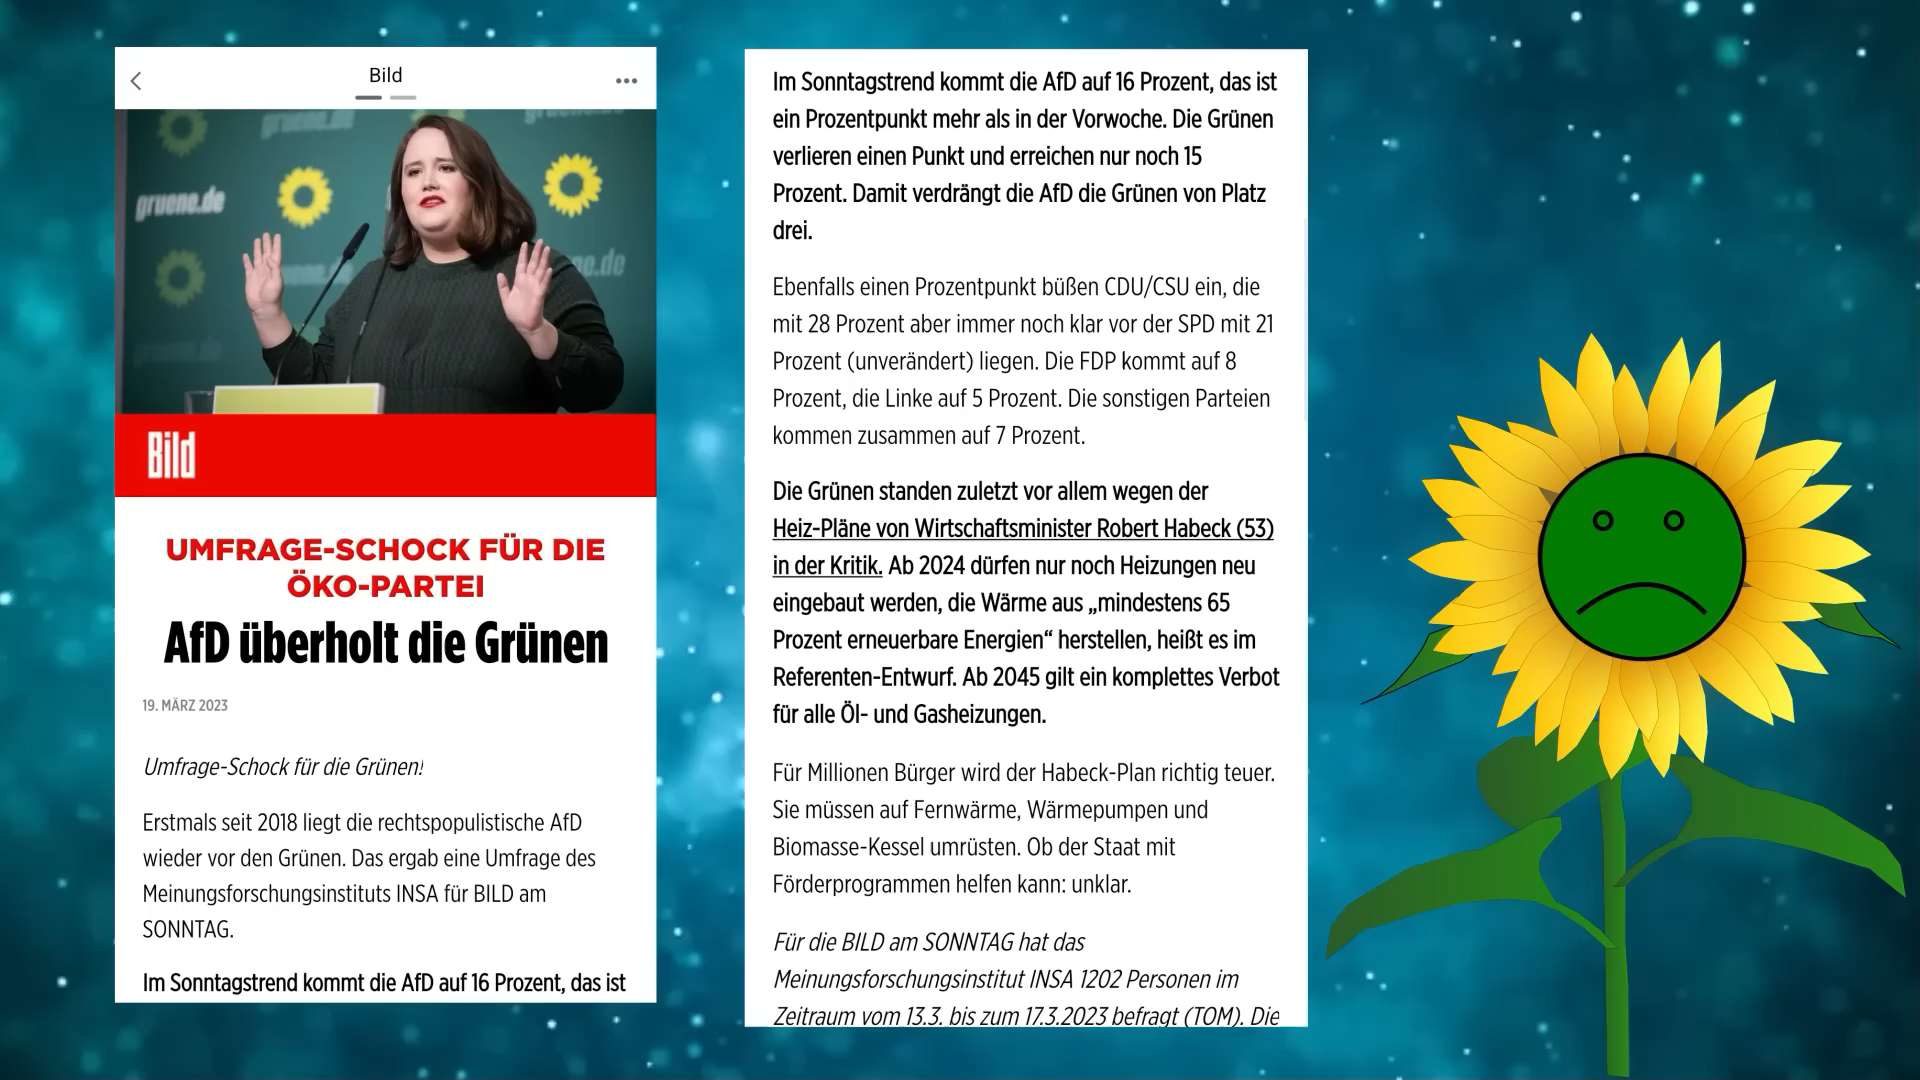 Bild
gruene.de
gruene.de
gruene.de
Bild
UMFRAGE-SCHOCK FÜR DIE
ÖKO-PARTEI
AfD überholt die Grünen
19. MÄRZ 2023
Umfrage-Schock für die Grünen!
Erstmals seit 2018 liegt die rechtspopulistische AfD
wieder vor den Grünen. Das ergab eine Umfrage des
Meinungsforschungsinstituts INSA für BILD am
SONNTAG.
Im Sonntagstrend kommt die AfD auf 16 Prozent, das ist
Im Sonntagstrend kommt die AfD auf 16 Prozent, das ist
ein Prozentpunkt mehr als in der Vorwoche. Die Grünen
verlieren einen Punkt und erreichen nur noch 15
Prozent. Damit verdrängt die AfD die Grünen von Platz
drei.
Ebenfalls einen Prozentpunkt büßen CDU/CSU ein, die
mit 28 Prozent aber immer noch klar vor der SPD mit 21
Prozent (unverändert) liegen. Die FDP kommt auf 8
Prozent, die Linke auf 5 Prozent. Die sonstigen Parteien
kommen zusammen auf 7 Prozent.
Die Grünen standen zuletzt vor allem wegen der
Heiz-Pläne von Wirtschaftsminister Robert Habeck (53)
in der Kritik. Ab 2024 dürfen nur noch Heizungen neu
eingebaut werden, die Wärme aus „mindestens 65
Prozent erneuerbare Energien“ herstellen, heißt es im
Referenten-Entwurf. Ab 2045 gilt ein komplettes Verbot
für alle Öl- und Gasheizungen.
Für Millionen Bürger wird der Habeck-Plan richtig teuer.
Sie müssen auf Fernwärme, Wärmepumpen und
Biomasse-Kessel umrüsten. Ob der Staat mit
Förderprogrammen helfen kann: unklar.
Für die BILD am SONNTAG hat das
Meinungsforschungsinstitut INSA 1202 Personen im
Zeitraum vom 13.3. bis zum 17.3.2023 befragt (TOM). Die